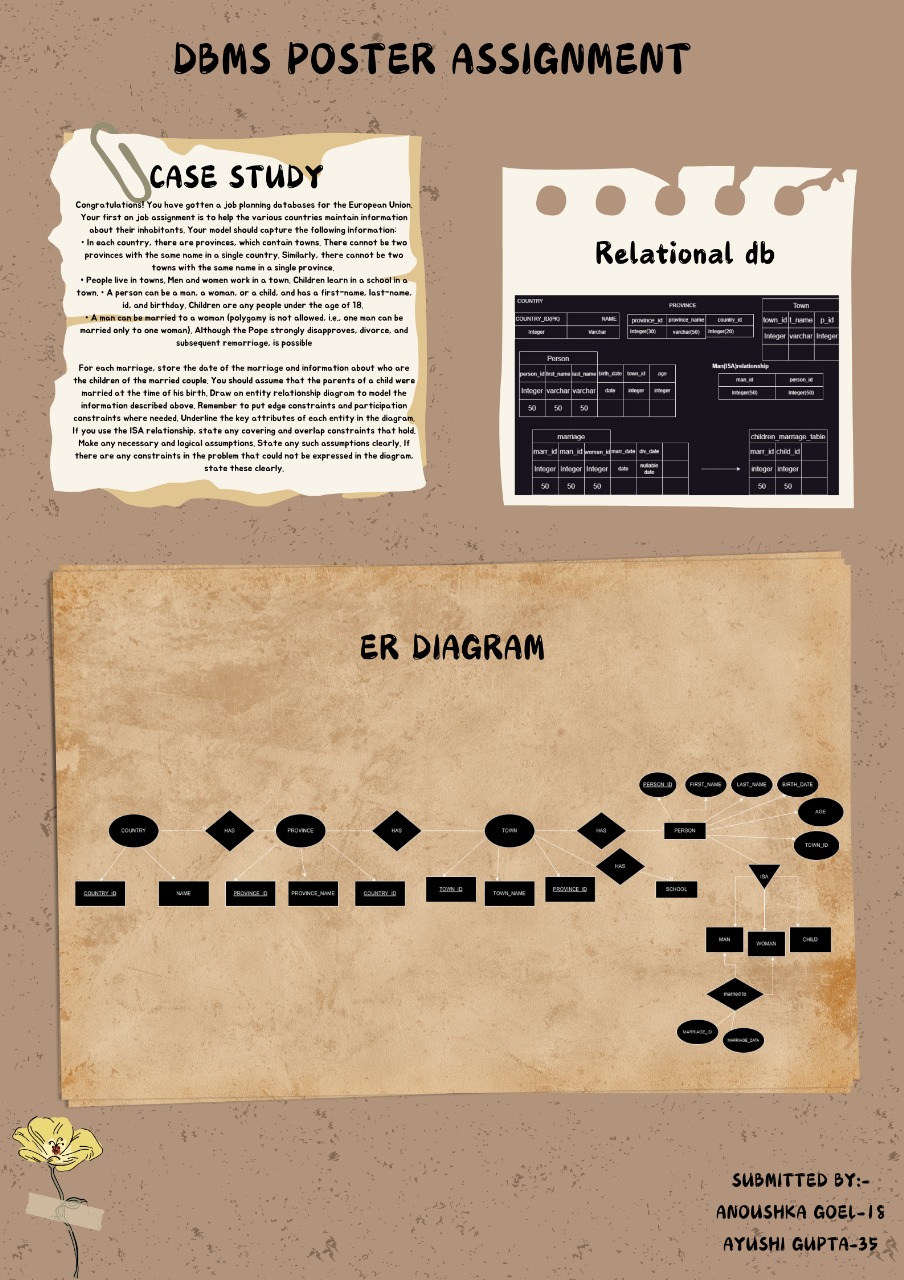 DBMS POSTER ASSIGNMENT
CASE STUDY
Congratulations! You have gotten a job planning databases for the European Union.
Your first on job assignment is to help the various countries maintain information
about their inhabitants. Your model should capture the following information:
• In each country, there are provinces, which contain towns. There cannot be two
provinces with the same name in a single country. Similarly, there cannot be two
towns with the same name in a single province.
• People live in towns. Men and women work in a town. Children learn in a school in a
town. • A person can be a man, a woman, or a child, and has a first-name, last-name,
id, and birthday. Children are any people under the age of 18.
• A man can be married to a woman (polygamy is not allowed, i.e., one man can be
married only to one woman). Although the Pope strongly disapproves, divorce, and
subsequent remorriage, is possible
For each marriage, store the date of the marriage and information about who are
the children of the married couple. You should assume that the parents of a child were
married at the time of his birth. Draw an entity relationship diagram to model the
information described above. Remember to put edge constraints and participation
constraints where needed. Underline the key attributes of each entity in the diagram.
If you use the ISA relationship, state any covering and overlap constraints that hold.
Make any necessary and logical assumptions. State any such assumptions clearly. If
there are any constraints in the problem that could not be expressed in the diagram,
state these clearly.
Relational db
COUNTRY
COUNTRY_ID(PK) NAME
Integer Varchar
PROVINCE
province_id province_name country_id
Integer(30) varchar(50) Integer(20)
Town
town_id t_name p_id
Integer varchar Integer
Person
person_id first_name last_name birth_date town_id age
Integer varchar varchar date integer integer
50 50 50
Man(ISA)relationship
man_id person_id
Integer(50) Integer(50)
marriage
marr_id man_id woman_id marr_date div_date
Integer Integer Integer date nullable date
50 50 50
children_marriage_table
marr_id child_id
integer integer
50 50
ER DIAGRAM
PERSON_ID FIRST_NAME LAST_NAME BIRTH_DATE
AGE
COUNTRY HAS PROVINCE HAS TOWN HAS PERSON
TOWN_ID
HAS
ISA
COUNTRY_ID NAME PROVINCE_ID PROVINCE_NAME COUNTRY_ID TOWN_ID TOWN_NAME PROVINCE_ID SCHOOL
MAN WOMAN CHILD
married to
MARRIAGE_ID MARRIAGE_DATA
SUBMITTED BY:-
ANOUSHKA GOEL-18
AYUSHI GUPTA-35